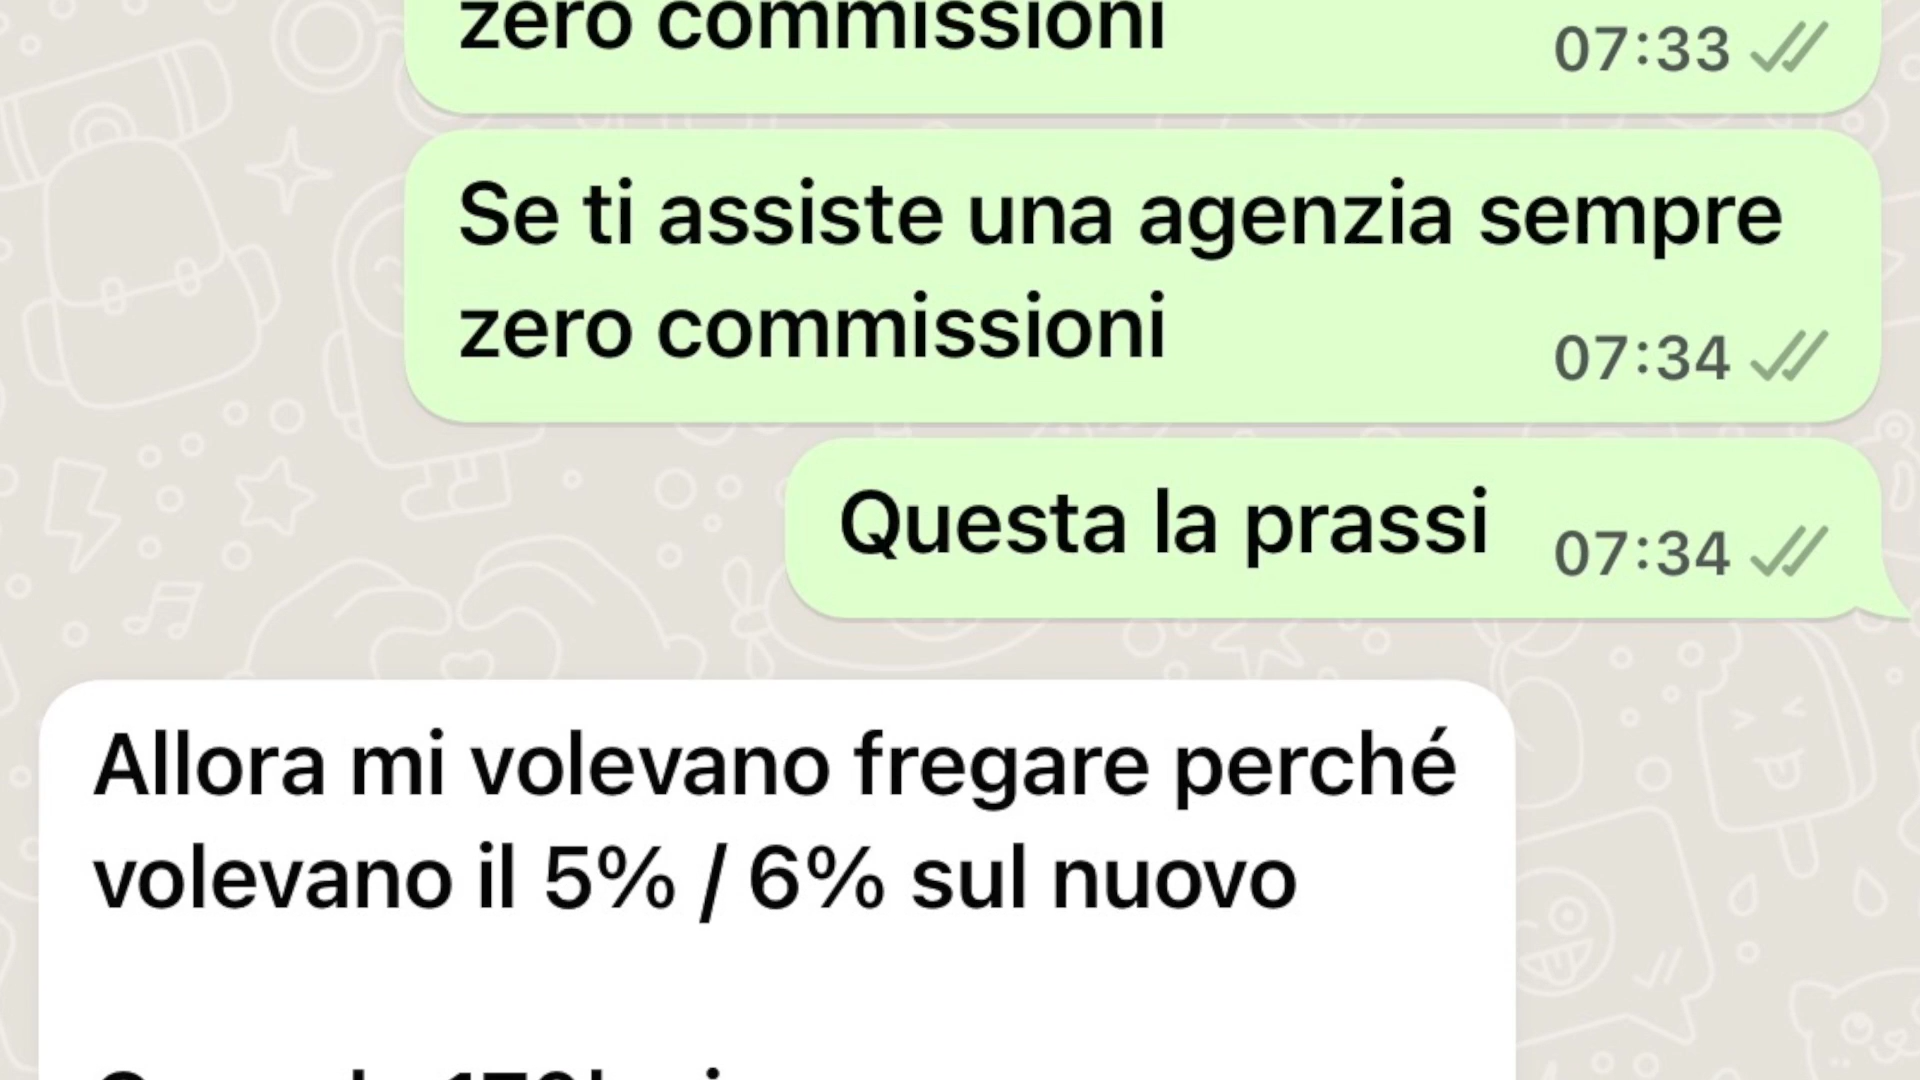 zero commissioni
07:33
Se ti assiste una agenzia sempre
zero commissioni
07:34
Questa la prassi
07:34
Allora mi volevano fregare perché
volevano il 5% / 6% sul nuovo